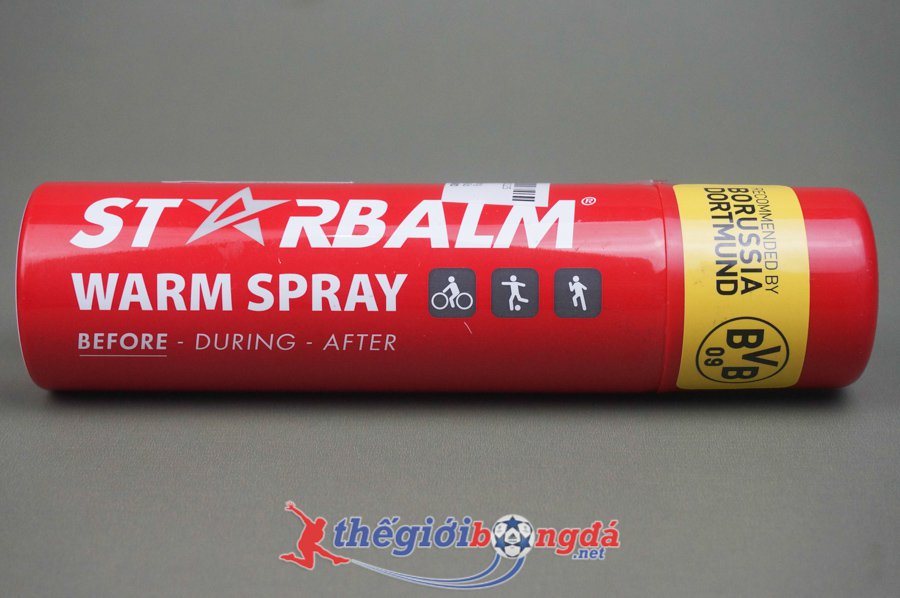 STARBALM®
WARM SPRAY
BEFORE - DURING - AFTER
RECOMMENDED BY
BORUSSIA
DORTMUND
BVB
09
thếgiớibóngđá
.net